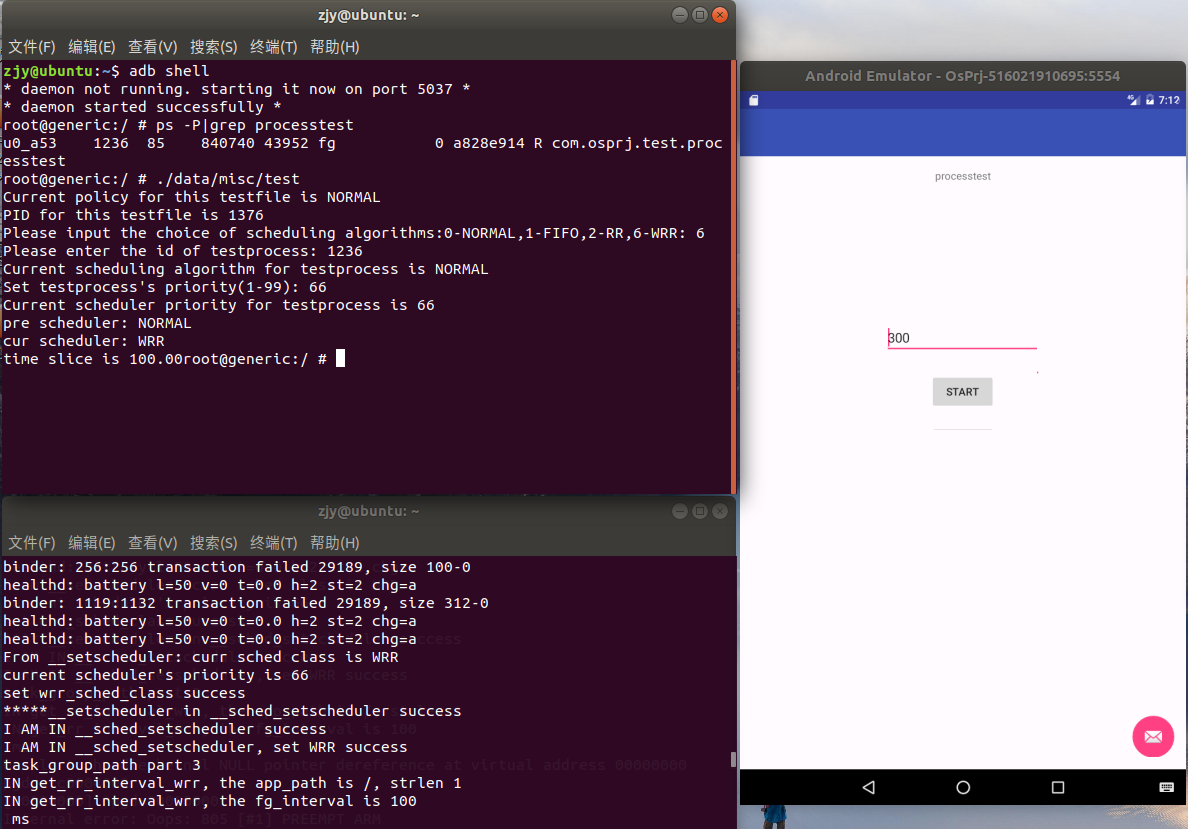 zjy@ubuntu: ~
文件(F) 编辑(E) 查看(V) 搜索(S) 终端(T) 帮助(H)
zjy@ubuntu:~$ adb shell
* daemon not running. starting it now on port 5037 *
* daemon started successfully *
root@generic:/ # ps -P|grep processtest
u0_a53    1236  85    840740 43952 fg           0 a828e914 R com.osprj.test.proc
esstest
root@generic:/ # ./data/misc/test
Current policy for this testfile is NORMAL
PID for this testfile is 1376
Please input the choice of scheduling algorithms:0-NORMAL,1-FIFO,2-RR,6-WRR: 6
Please enter the id of testprocess: 1236
Current scheduling algorithm for testprocess is NORMAL
Set testprocess's priority(1-99): 66
Current scheduler priority for testprocess is 66
pre scheduler: NORMAL
cur scheduler: WRR
time slice is 100.00root@generic:/ #
zjy@ubuntu: ~
文件(F) 编辑(E) 查看(V) 搜索(S) 终端(T) 帮助(H)
binder: 256:256 transaction failed 29189, size 100-0
healthd: battery l=50 v=0 t=0.0 h=2 st=2 chg=a
binder: 1119:1132 transaction failed 29189, size 312-0
healthd: battery l=50 v=0 t=0.0 h=2 st=2 chg=a
healthd: battery l=50 v=0 t=0.0 h=2 st=2 chg=a
From __setscheduler: curr sched class is WRR
current scheduler's priority is 66
set wrr_sched_class success
*****__setscheduler in __sched_setscheduler success
I AM IN __sched_setscheduler success
I AM IN __sched_setscheduler, set WRR success
task_group_path part 3
IN get_rr_interval_wrr, the app_path is /, strlen 1
IN get_rr_interval_wrr, the fg_interval is 100
ms
Android Emulator - OsPrj-516021910695:5554
4G 7:12
processtest
300
START